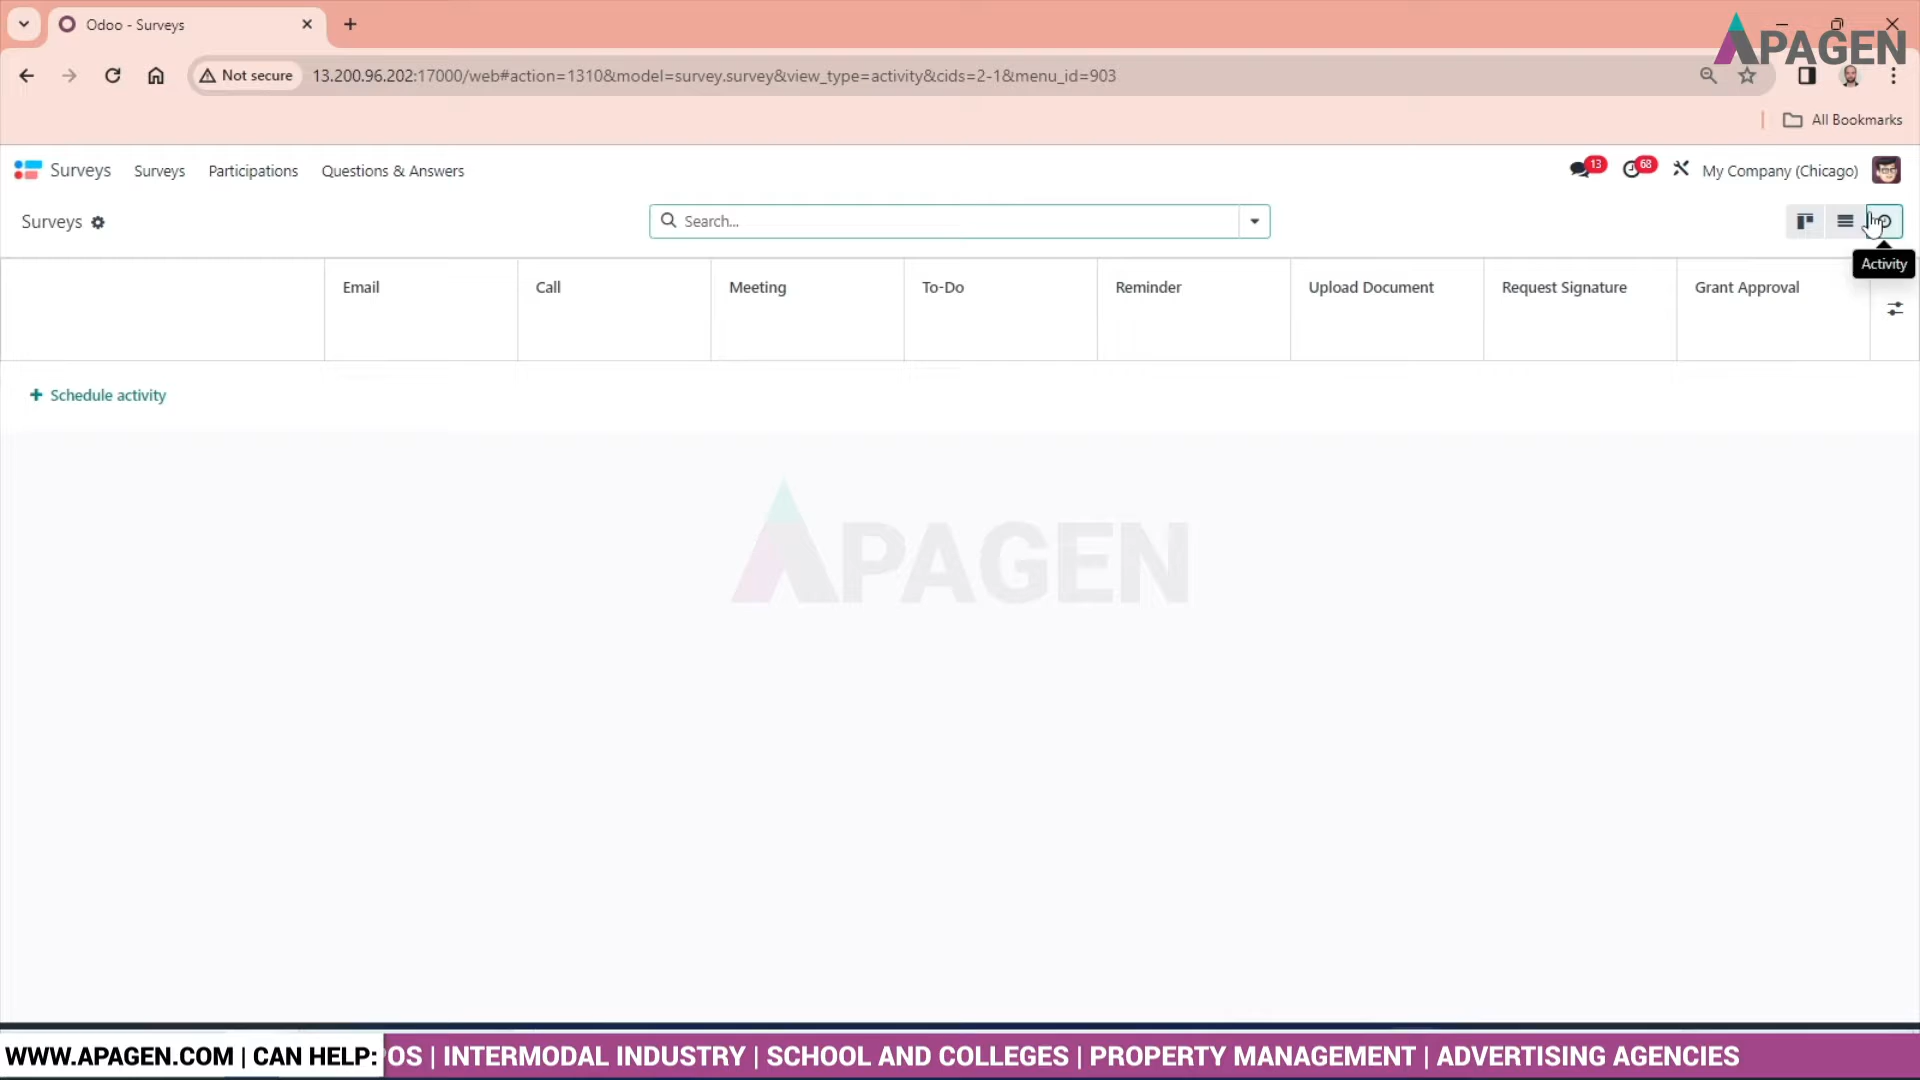 Odoo - Surveys
APAGEN
Not secure
13.200.96.202:17000/web#action=1310&model=survey.survey&view_type=activity&cids=2-1&menu_id=903
All Bookmarks
Surveys
Surveys
Participations
Questions & Answers
13
68
My Company (Chicago)
Surveys
Search...
Activity
Email
Call
Meeting
To-Do
Reminder
Upload Document
Request Signature
Grant Approval
Schedule activity
APAGEN
WWW.APAGEN.COM | CAN HELP:
POS | INTERMODAL INDUSTRY | SCHOOL AND COLLEGES | PROPERTY MANAGEMENT | ADVERTISING AGENCIES